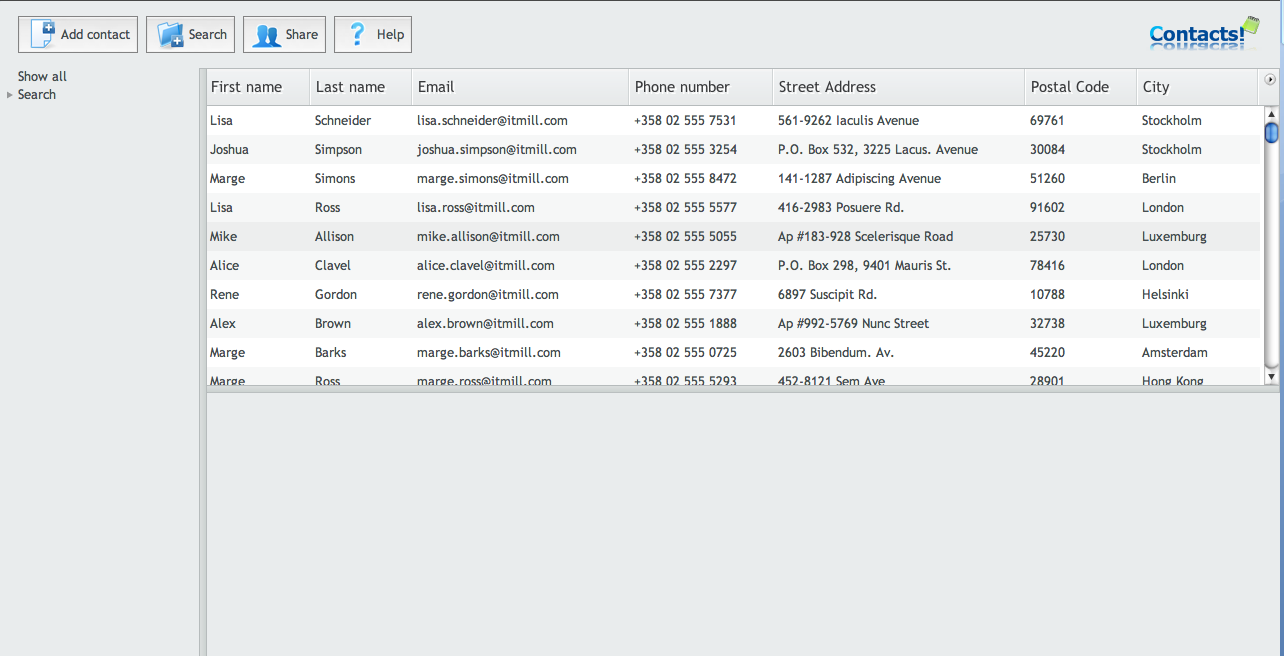 Add contact Search Share ? Help Contacts!
Show all
Search
First name Last name Email Phone number Street Address Postal Code City
Lisa Schneider lisa.schneider@itmill.com +358 02 555 7531 561-9262 Iaculis Avenue 69761 Stockholm
Joshua Simpson joshua.simpson@itmill.com +358 02 555 3254 P.O. Box 532, 3225 Lacus. Avenue 30084 Stockholm
Marge Simons marge.simons@itmill.com +358 02 555 8472 141-1287 Adipiscing Avenue 51260 Berlin
Lisa Ross lisa.ross@itmill.com +358 02 555 5577 416-2983 Posuere Rd. 91602 London
Mike Allison mike.allison@itmill.com +358 02 555 5055 Ap #183-928 Scelerisque Road 25730 Luxemburg
Alice Clavel alice.clavel@itmill.com +358 02 555 2297 P.O. Box 298, 9401 Mauris St. 78416 London
Rene Gordon rene.gordon@itmill.com +358 02 555 7377 6897 Suscipit Rd. 10788 Helsinki
Alex Brown alex.brown@itmill.com +358 02 555 1888 Ap #992-5769 Nunc Street 32738 Luxemburg
Marge Barks marge.barks@itmill.com +358 02 555 0725 2603 Bibendum. Av. 45220 Amsterdam
Marge Ross marge.ross@itmill.com +358 02 555 5293 452-8121 Sem Ave 28901 Hong Kong